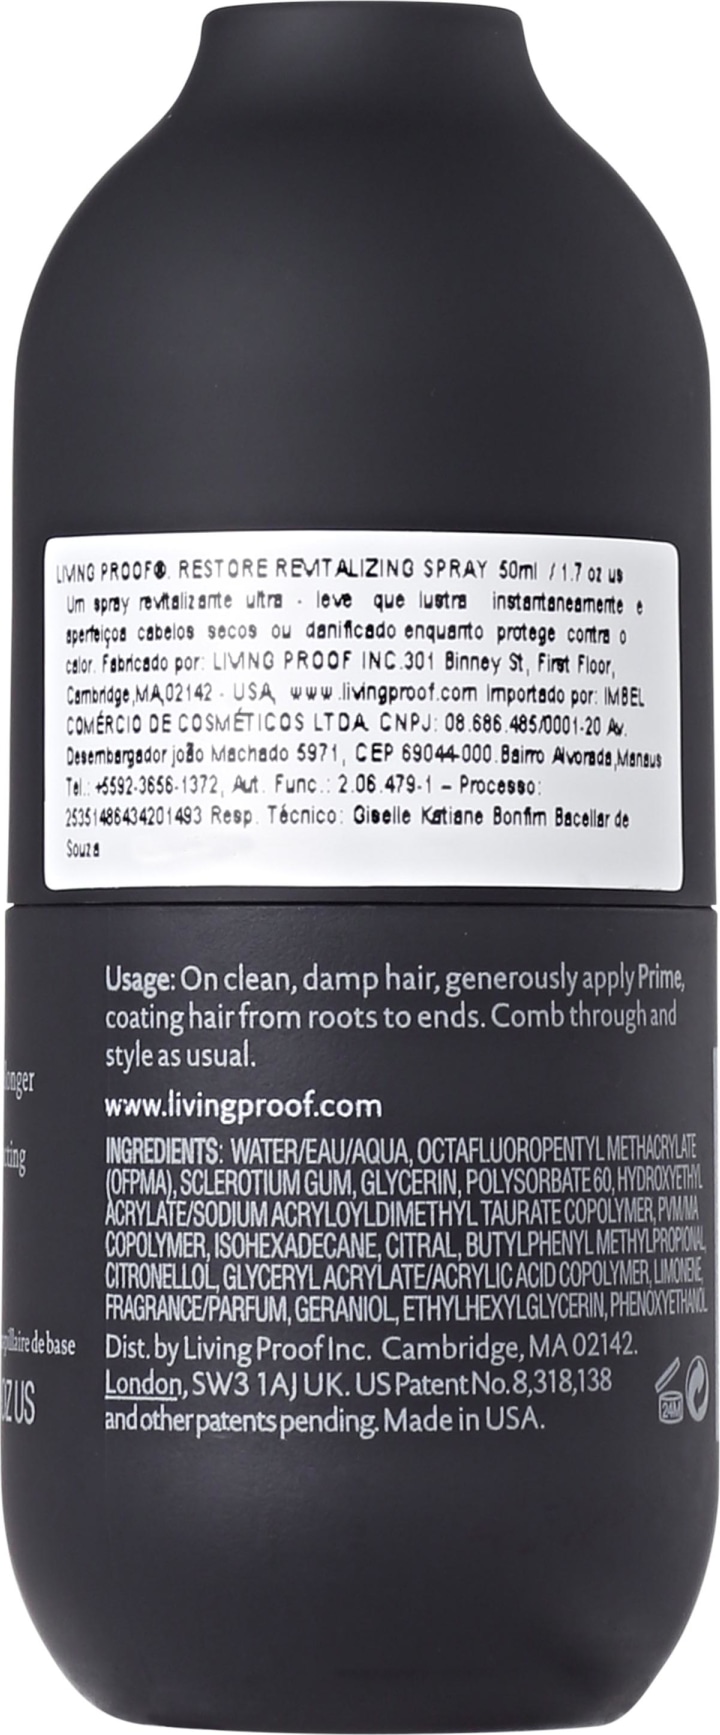 LIVING PROOF®. RESTORE REVITALIZING SPRAY 50ml / 1.7 oz us
Um spray revitalizante ultra - leve que lustra instantaneamente e
aperfeiçoa cabelos secos ou danificado enquanto protege contra o
calor. Fabricado por: LIVING PROOF INC.301 Binney St, First Floor,
Cambridge,MA,02142 - USA, www.livingproof.com Importado por: IMBEL
COMÉRCIO DE COSMÉTICOS LTDA. CNPJ: 08.686.485/0001-20 Av.
Desembargador joão Machado 5971, CEP 69044-000.Bairro Alvorada,Manaus
Tel.: +5592-3656-1372, Aut. Func.: 2.06.479-1 – Processo:
25351486434201493 Resp. Técnico: Giselle Katiane Bonfim Bacellar de
Souza
Usage: On clean, damp hair, generously apply Prime,
coating hair from roots to ends. Comb through and
style as usual.
longer
www.livingproof.com
INGREDIENTS: WATER/EAU/AQUA, OCTAFLUOROPENTYL METHACRYLATE
(OFPMA), SCLEROTIUM GUM, GLYCERIN, POLYSORBATE 60, HYDROXYETHYL
ACRYLATE/SODIUM ACRYLOYLDIMETHYL TAURATE COPOLYMER, PVM/MA
COPOLYMER, ISOHEXADECANE, CITRAL, BUTYLPHENYL METHYLPROPIONAL,
CITRONELLOL, GLYCERYL ACRYLATE/ACRYLIC ACID COPOLYMER, LIMONENE,
FRAGRANCE/PARFUM, GERANIOL, ETHYLHEXYLGLYCERIN, PHENOXYETHANOL
de base
Dist. by Living Proof Inc. Cambridge, MA 02142.
London, SW3 1AJ UK. US Patent No. 8,318,138
and other patents pending. Made in USA.
OZ US
24M